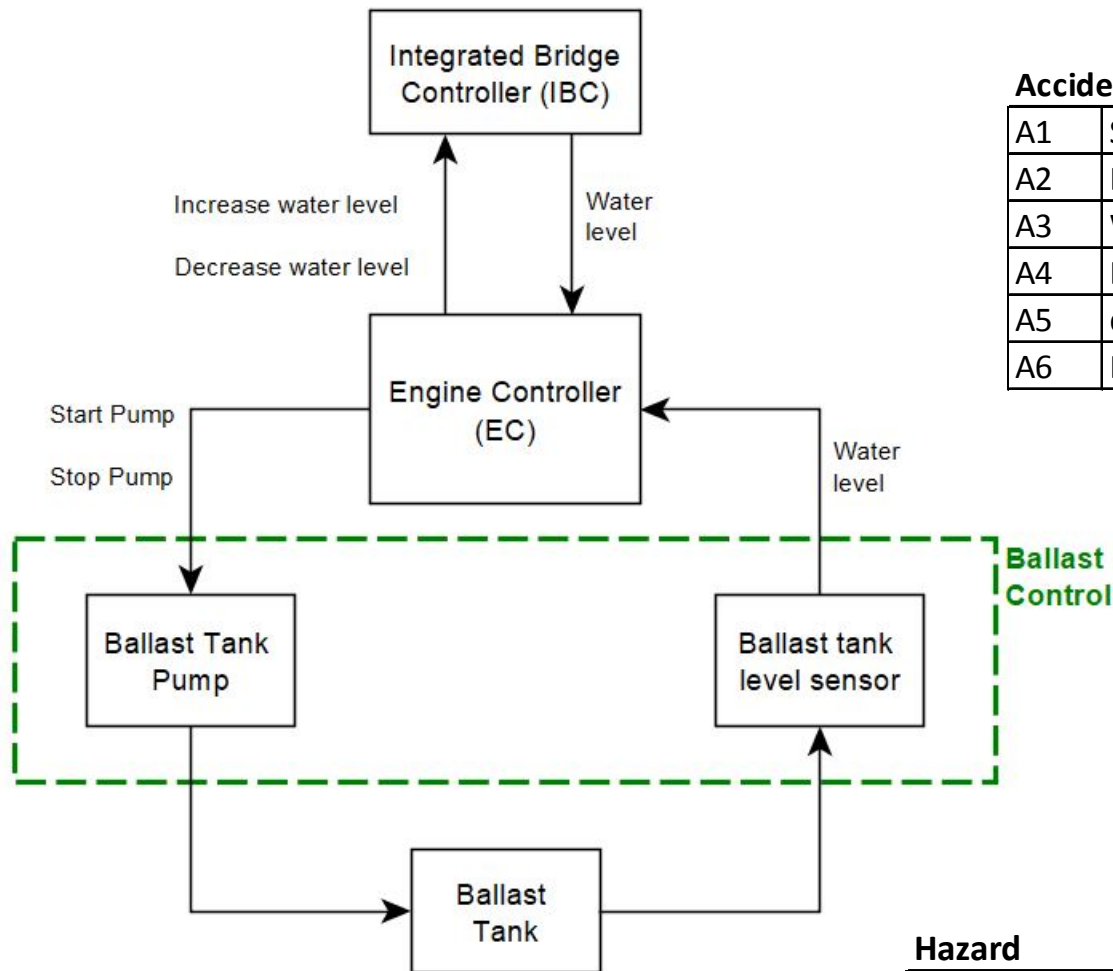 Integrated Bridge
Controller (IBC)
Increase water level
Decrease water level
Water
level
Engine Controller
(EC)
Start Pump
Stop Pump
Water
level
Ballast
Control
Ballast Tank
Pump
Ballast tank
level sensor
Ballast
Tank
A1
A2
A3
A4
A5
A6
Hazard